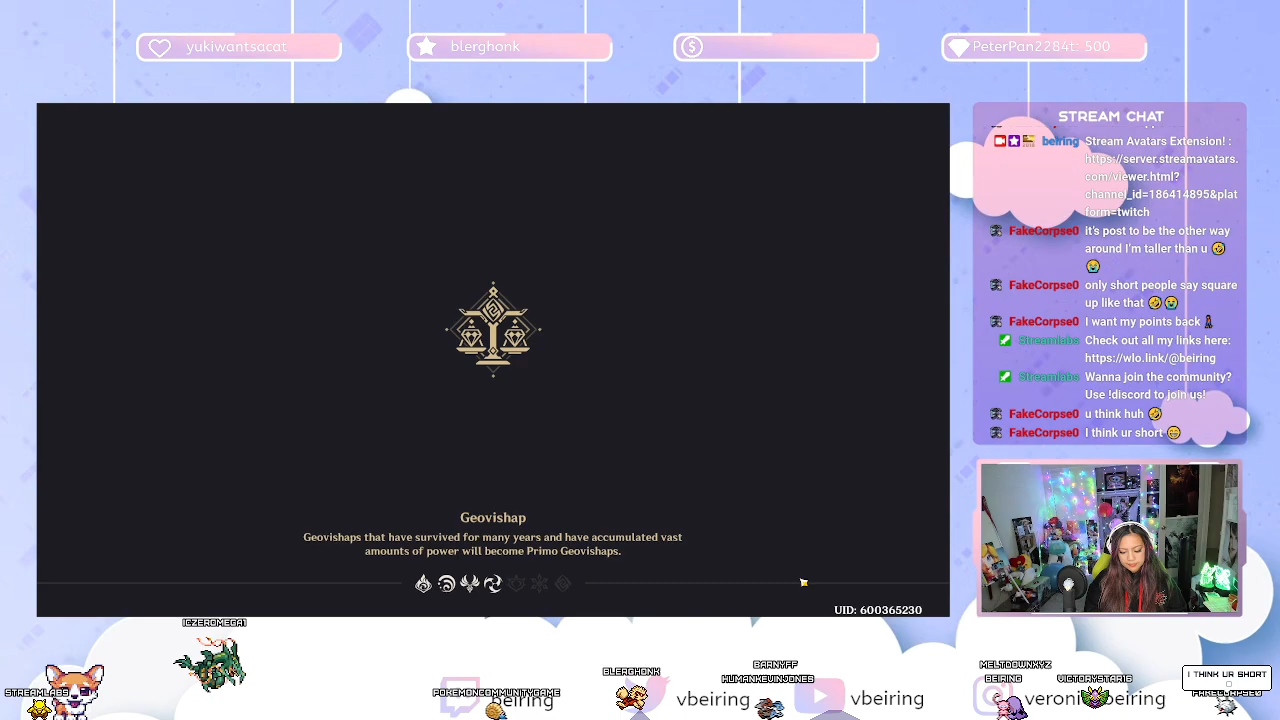 yukiwantsacat
blerghonk
PeterPan2284t: 500
STREAM CHAT
beiring Stream Avatars Extension! :
https://server.streamavatars.
com/viewer.html?
channel_id=186414895&plat
form=twitch
FakeCorpse0 it's post to be the other way
around I'm taller than u 🤣
😭
FakeCorpse0 only short people say square
up like that 🤣😭
FakeCorpse0 I want my points back 🧍🏿‍♀️
Streamlabs Check out all my links here:
https://wlo.link/@beiring
Streamlabs Wanna join the community?
Use !discord to join us!
FakeCorpse0 u think huh 🤣
FakeCorpse0 I think ur short 😁
Geovishap
Geovishaps that have survived for many years and have accumulated vast
amounts of power will become Primo Geovishaps.
UID: 600365230
ICZEROMEGA1
STREAMLABS
POKEMONCOMMUNITYGAME
beiring
BLERGHONK
vbeiring
BARNYFF
HUMANKEVINJONES
vbeiring
MELTDOWNXYZ
BEIRING
VICTORYSTAR16
I THINK UR SHORT
FAKECORPSE0